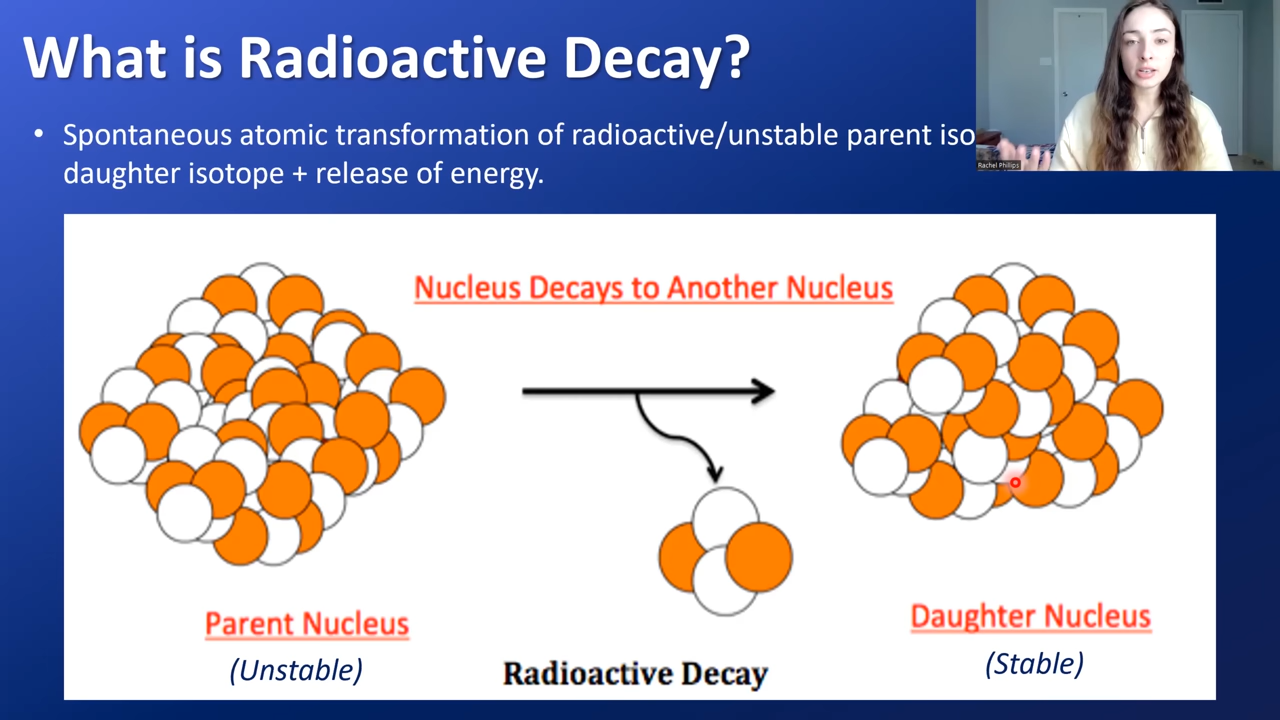 What is Radioactive Decay?
• Spontaneous atomic transformation of radioactive/unstable parent
daughter isotope + release of energy.
Rachel Phillips
Nucleus Decays to Another Nucleus
Parent Nucleus
(Unstable)
Radioactive Decay
Daughter Nucleus
(Stable)